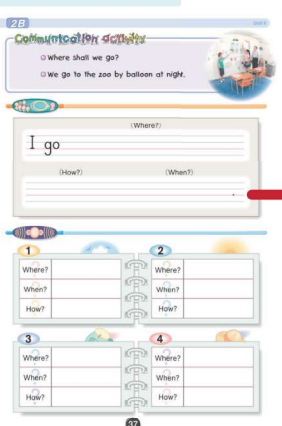 2B
Communication activity
Where shall we go?
We go to the zoo by balloon at night.
(Where?)
I go
(How?) (When?)
.
1 2
Where? Where?
When? When?
How? How?
3 4
Where? Where?
When? When?
How? How?
37